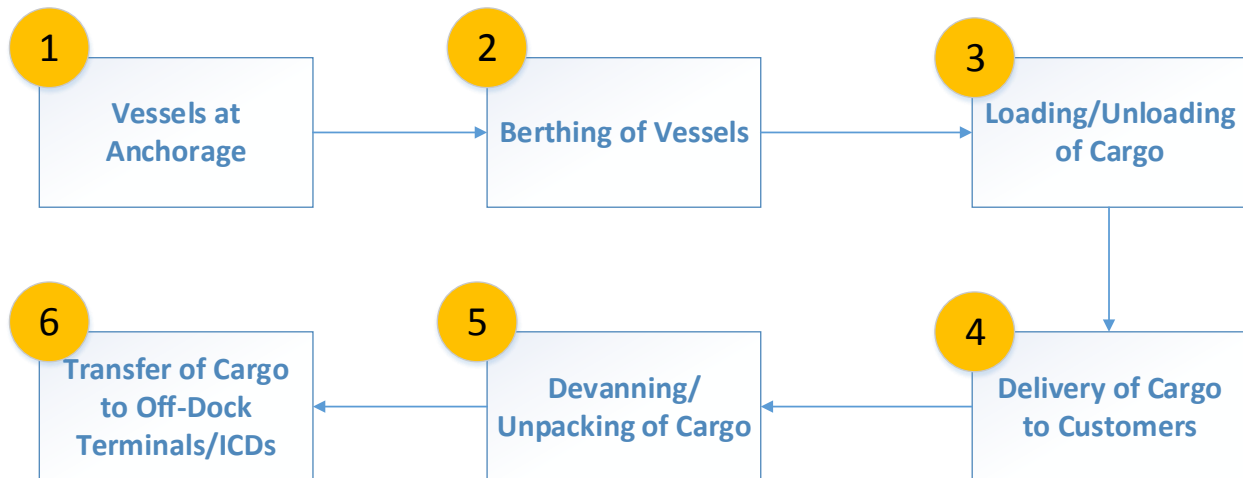 1
Vessels at
Anchorage
2
Berthing of Vessels
3
Loading/Unloading
of Cargo
4
Delivery of Cargo
to Customers
5
Devanning/
Unpacking of Cargo
6
Transfer of Cargo
to Off-Dock
Terminals/ICDs